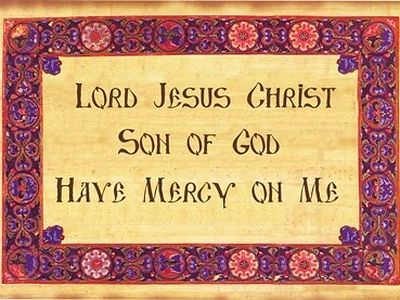 Lord Jesus Christ
Son of God
Have Mercy on Me